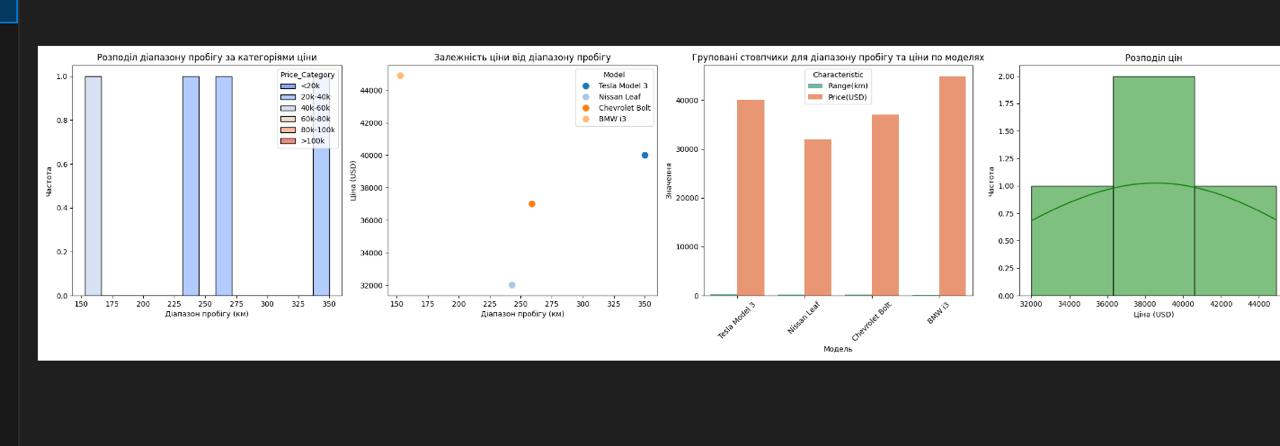 Розподіл діапазону пробігу за категоріями ціни
Price_Category
<20k
20k-40k
40k-60k
60k-80k
80k-100k
>100k
Частота
1.0
0.8
0.6
0.4
0.2
0.0
150 175 200 225 250 275 300 325 350
Діапазон пробігу (км)
Залежність ціни від діапазону пробігу
Model
Tesla Model 3
Nissan Leaf
Chevrolet Bolt
BMW i3
Ціна (USD)
44000
42000
40000
38000
36000
34000
32000
150 175 200 225 250 275 300 325 350
Діапазон пробігу (км)
Груповані стовпчики для діапазону пробігу та ціни по моделях
Characteristic
Range(km)
Price(USD)
Значення
40000
30000
20000
10000
0
Tesla Model 3
Nissan Leaf
Chevrolet Bolt
BMW i3
Модель
Розподіл цін
Частота
2.00
1.75
1.50
1.25
1.00
0.75
0.50
0.25
0.00
32000 34000 36000 38000 40000 42000 44000
Ціна (USD)